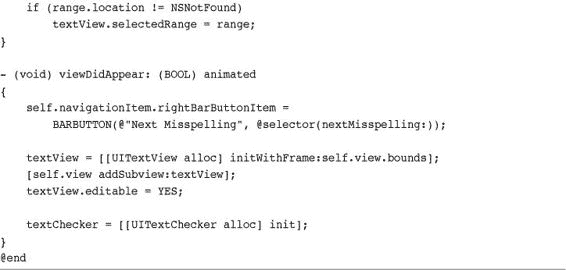 if (range.location != NSNotFound)
textView.selectedRange = range;
}
- (void) viewDidAppear: (BOOL) animated
{
self.navigationItem.rightBarButtonItem =
BARBUTTON(@"Next Misspelling", @selector(nextMisspelling:));
textView = [[UITextView alloc] initWithFrame:self.view.bounds];
[self.view addSubview:textView];
textView.editable = YES;
textChecker = [[UITextChecker alloc] init];
}
@end